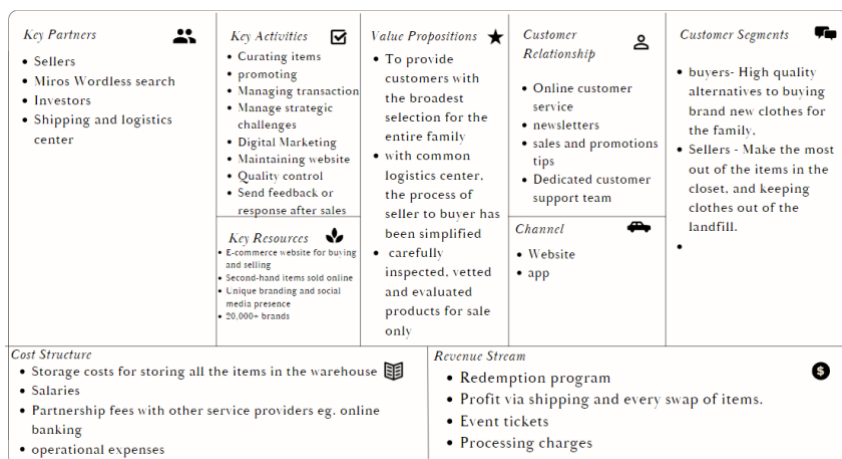 Key Partners
• Sellers
• Miros Wordless search
• Investors
• Shipping and logistics
center
Key Activities
• Curating items
• promoting
• Managing transaction
• Manage strategic
challenges
• Digital Marketing
• Maintaining website
• Quality control
• Send feedback or
response after sales
Key Resources
• E-commerce website for buying
and selling
• Second-hand items sold online
• Unique branding and social
media presence
• 20,000+ brands
Value Propositions
• To provide
customers with
the broadest
selection for the
entire family
• with common
logistics center,
the process of
seller to buyer has
been simplified
• carefully
inspected, vetted
and evaluated
products for sale
only
Customer
Relationship
• Online customer
service
• newsletters
• sales and promotions
tips
• Dedicated customer
support team
Channel
• Website
• app
Customer Segments
• buyers- High quality
alternatives to buying
brand new clothes for
the family.
• Sellers - Make the most
out of the items in the
closet, and keeping
clothes out of the
landfill.
•
Cost Structure
• Storage costs for storing all the items in the warehouse
• Salaries
• Partnership fees with other service providers eg. online
banking
• operational expenses
Revenue Stream
• Redemption program
• Profit via shipping and every swap of items.
• Event tickets
• Processing charges